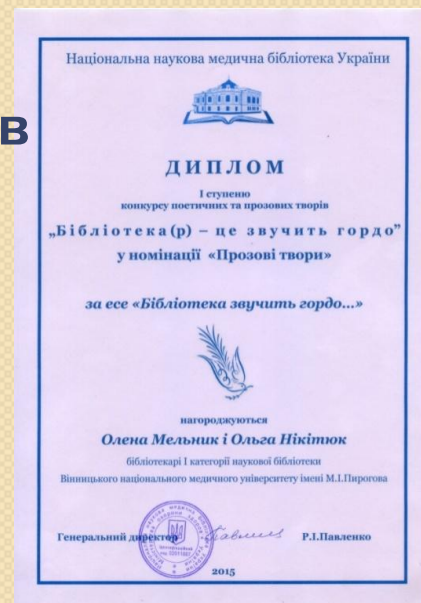 в
Національна наукова медична бібліотека України
ДИПЛОМ
І ступеню
конкурсу поетичних та прозових творів
„Бібліотека(р) – це звучить гордо”
у номінації «Прозові твори»
за есе «Бібліотека звучить гордо...»
нагороджуються
Олена Мельник і Ольга Нікітюк
бібліотекарі І категорії наукової бібліотеки
Вінницького національного медичного університету імені М.І.Пирогова
Генеральний директор Р.І.Павленко
2015